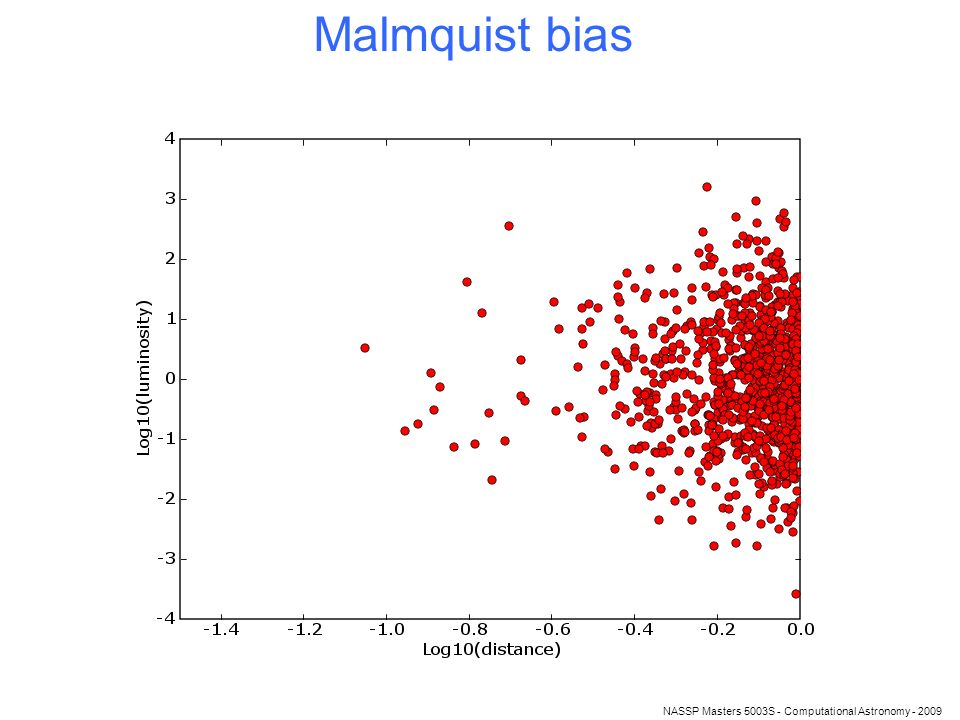 Malmquist bias
4
3
2
1
0
-1
-2
-3
-4
Log10(luminosity)
-1.4 -1.2 -1.0 -0.8 -0.6 -0.4 -0.2 0.0
Log10(distance)
NASSP Masters 5003S - Computational Astronomy - 2009